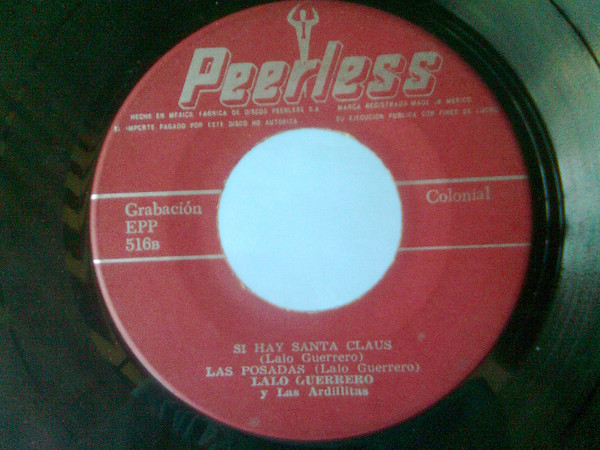 Peerless
HECHO EN MEXICO, FABRICA DE DISCOS PEERLESS S.A. MARCA REGISTRADA MADE IN MEXICO
EL IMPORTE PAGADO POR ESTE DISCO NO AUTORIZA SU EJECUCION PUBLICA CON FINES DE LUCRO
Grabación
EPP
516B
Colonial
SI HAY SANTA CLAUS
(Lalo Guerrero)
LAS POSADAS (Lalo Guerrero)
LALO GUERRERO
y Las Ardillitas